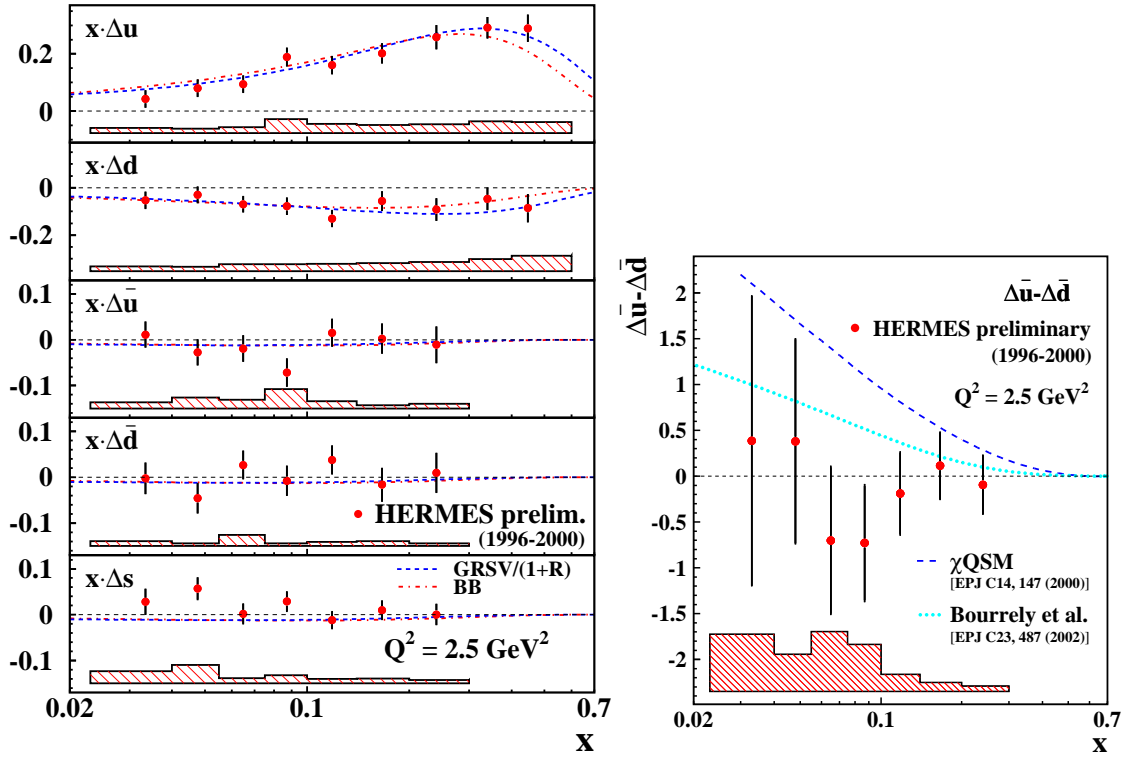 x·Δu
0.2
0
x·Δd
0
-0.2
x·Δū
0.1
0
-0.1
x·Δd̄
0.1
0
-0.1
HERMES prelim.
(1996-2000)
x·Δs
0.1
0
-0.1
GRSV/(1+R)
BB
Q² = 2.5 GeV²
0.02
0.1
0.7
x
Δū-Δd̄
2
1.5
1
0.5
0
-0.5
-1
-1.5
-2
Δū-Δd̄
HERMES preliminary
(1996-2000)
Q² = 2.5 GeV²
χQSM
[EPJ C14, 147 (2000)]
Bourrely et al.
[EPJ C23, 487 (2002)]
0.02
0.1
0.7
x